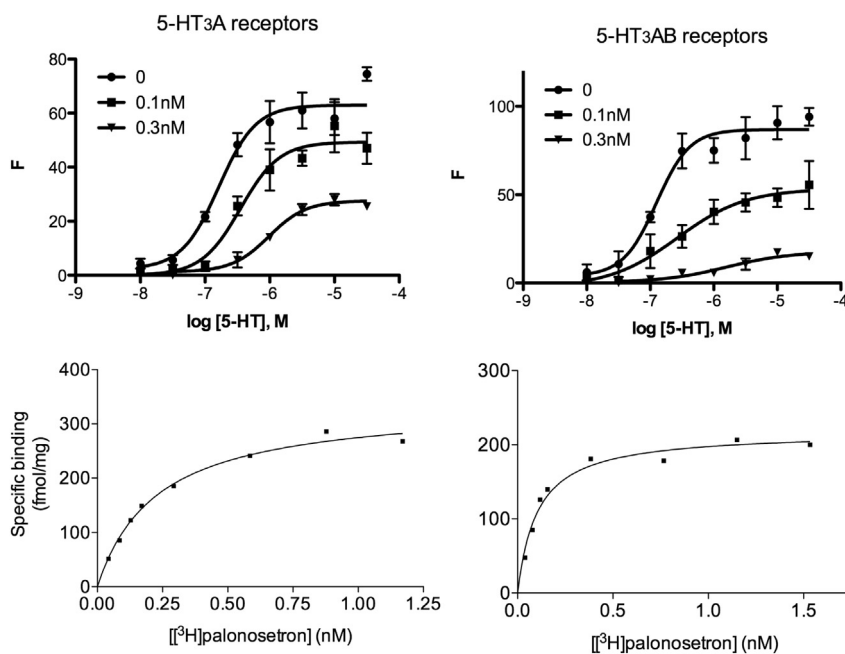 5-HT3A receptors
80
60
40
20
0
F
0
0.1nM
0.3nM
-9
-8
-7
-6
-5
-4
log [5-HT], M
5-HT3AB receptors
100
50
0
F
0
0.1nM
0.3nM
-9
-8
-7
-6
-5
-4
log [5-HT], M
400
300
200
100
0
Specific binding
(fmol/mg)
0.00
0.25
0.50
0.75
1.00
1.25
[[³H]palonosetron] (nM)
300
200
100
0
0.0
0.5
1.0
1.5
[[³H]palonosetron] (nM)